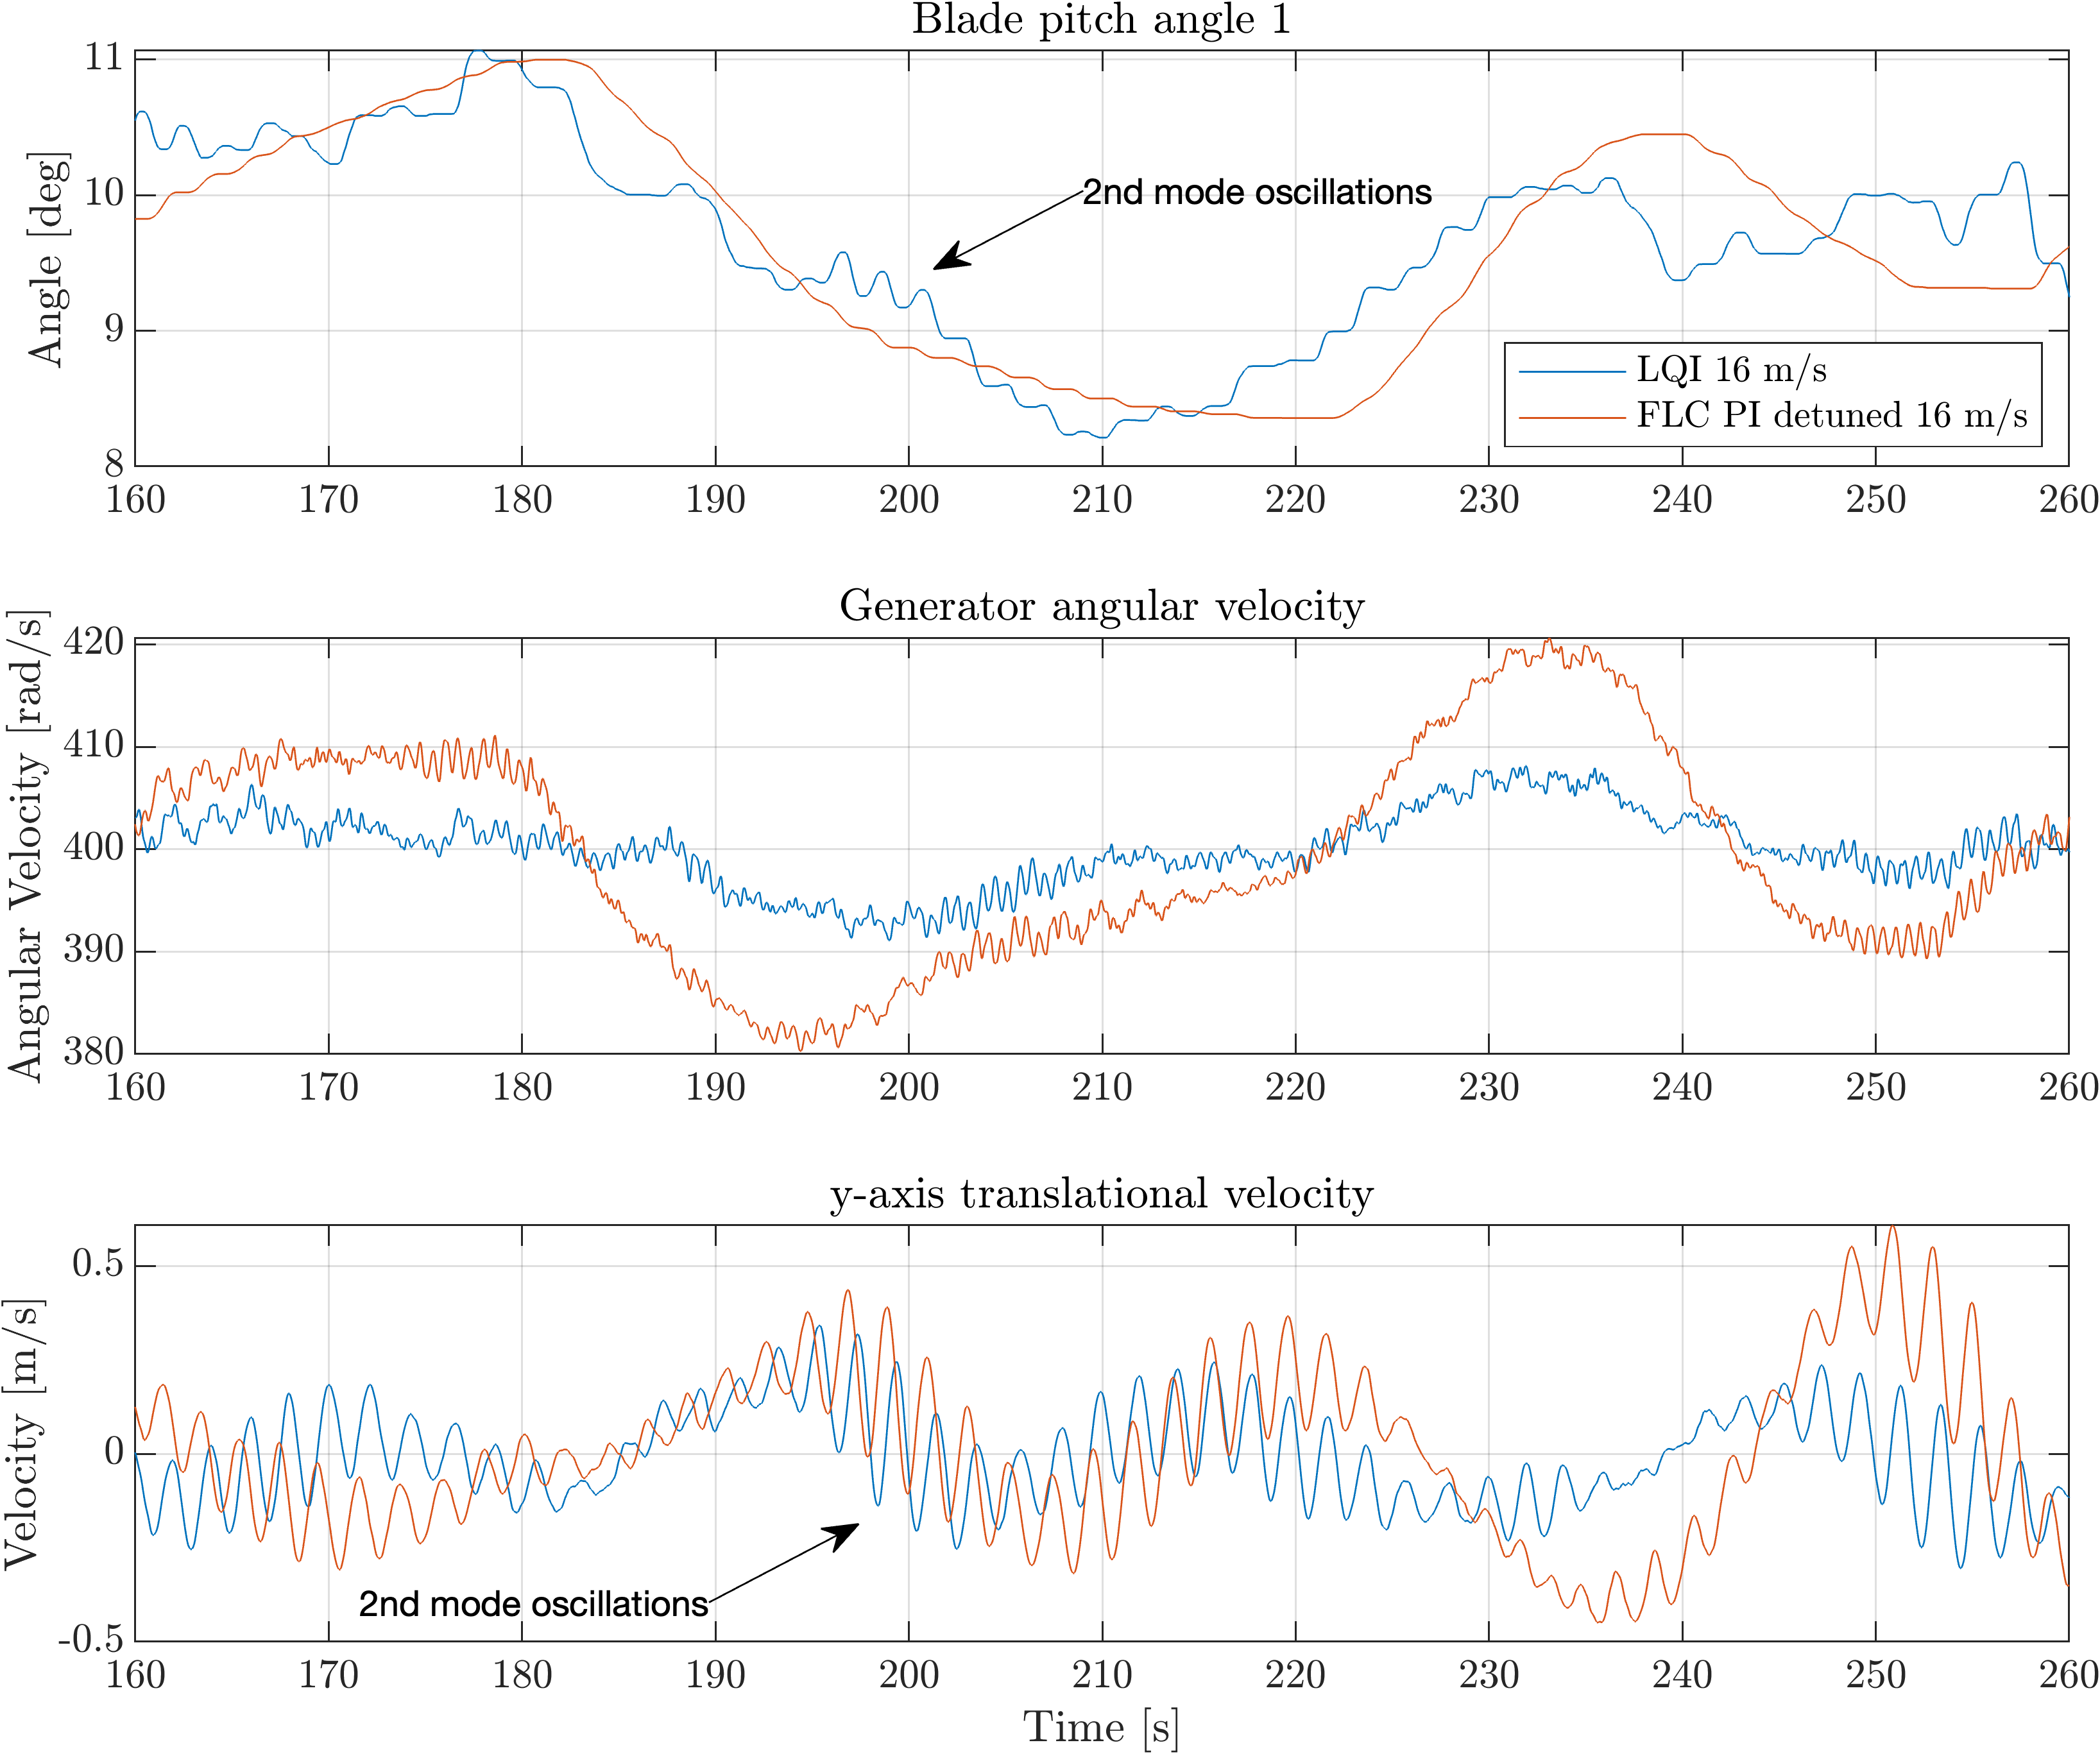 Blade pitch angle 1
11
10
9
8
Angle [deg]
2nd mode oscillations
LQI 16 m/s
FLC PI detuned 16 m/s
160 170 180 190 200 210 220 230 240 250 260
Generator angular velocity
420
410
400
390
380
Angular Velocity [rad/s]
160 170 180 190 200 210 220 230 240 250 260
y-axis translational velocity
0.5
0
-0.5
Velocity [m/s]
2nd mode oscillations
160 170 180 190 200 210 220 230 240 250 260
Time [s]